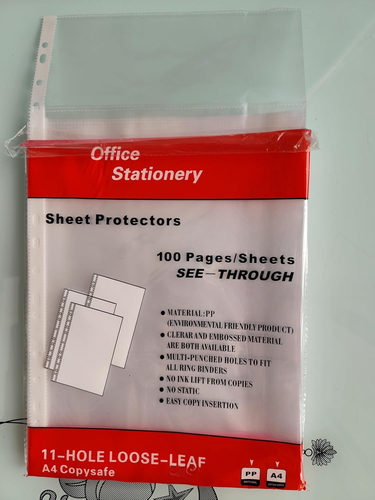 Office
Stationery
Sheet Protectors
100 Pages/Sheets
SEE-THROUGH
● MATERIAL:PP
(ENVIRONMENTAL FRIENDLY PRODUCT)
● CLERAR AND EMBOSSED MATERIAL
ARE BOTH AVAILABLE
● MULTI-PUNCHED HOLES TO FIT
ALL RING BINDERS
● NO INK LIFT FROM COPIES
● NO STATIC
● EASY COPY INSERTION
11-HOLE LOOSE-LEAF
A4 Copysafe
PP
A4